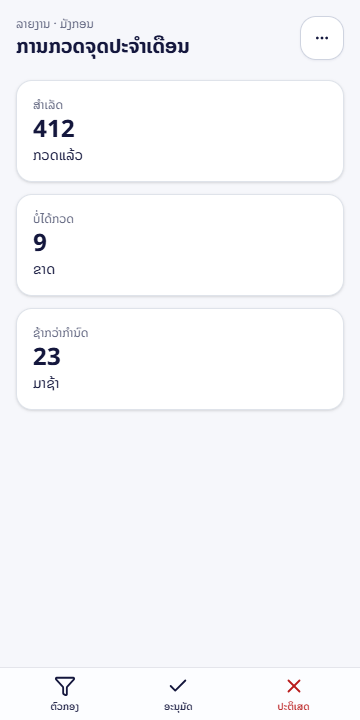 ລາຍງານ · ມັງກອນ
ການກວດຈຸດປະຈຳເດືອນ
ສຳເລັດ
412
ກວດແລ້ວ
ບໍ່ໄດ້ກວດ
9
ຂາດ
ຊ້າກວ່າກຳນົດ
23
ມາຊ້າ
ຕົວກອງ
ອະນຸມັດ
ປະຕິເສດ